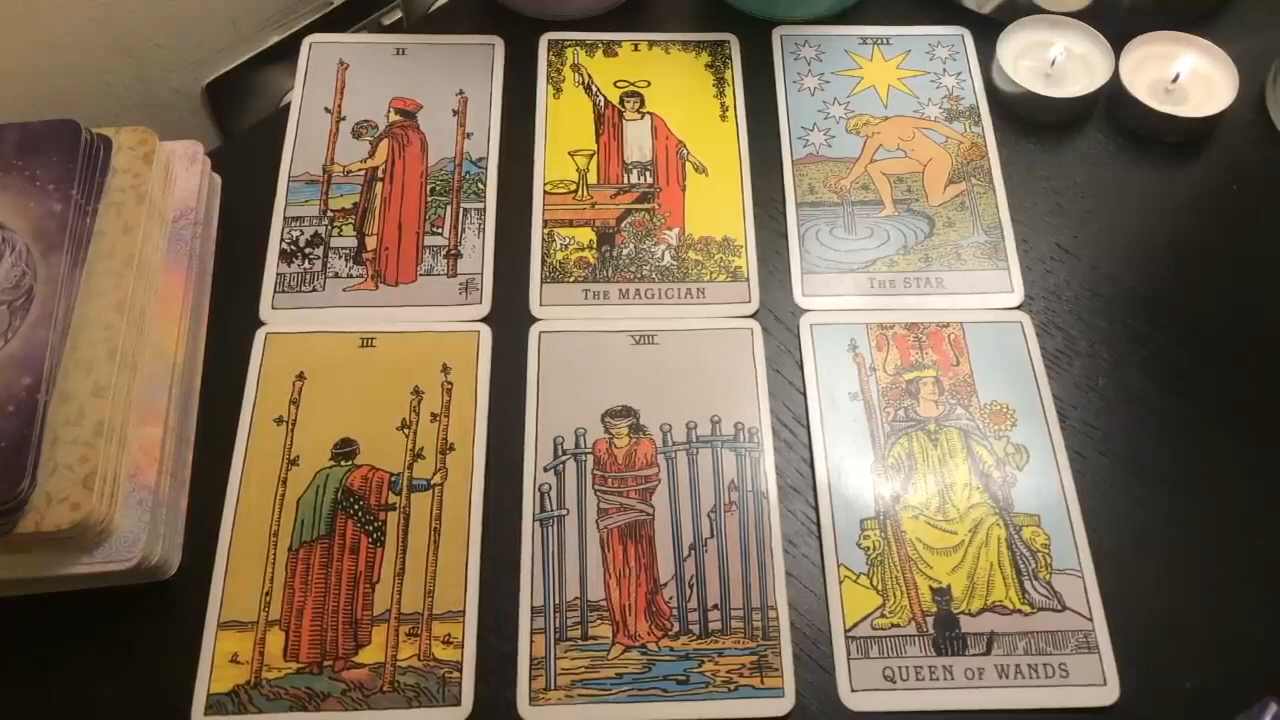 II
I
XVII
THE MAGICIAN
THE STAR
III
VIII
QUEEN OF WANDS